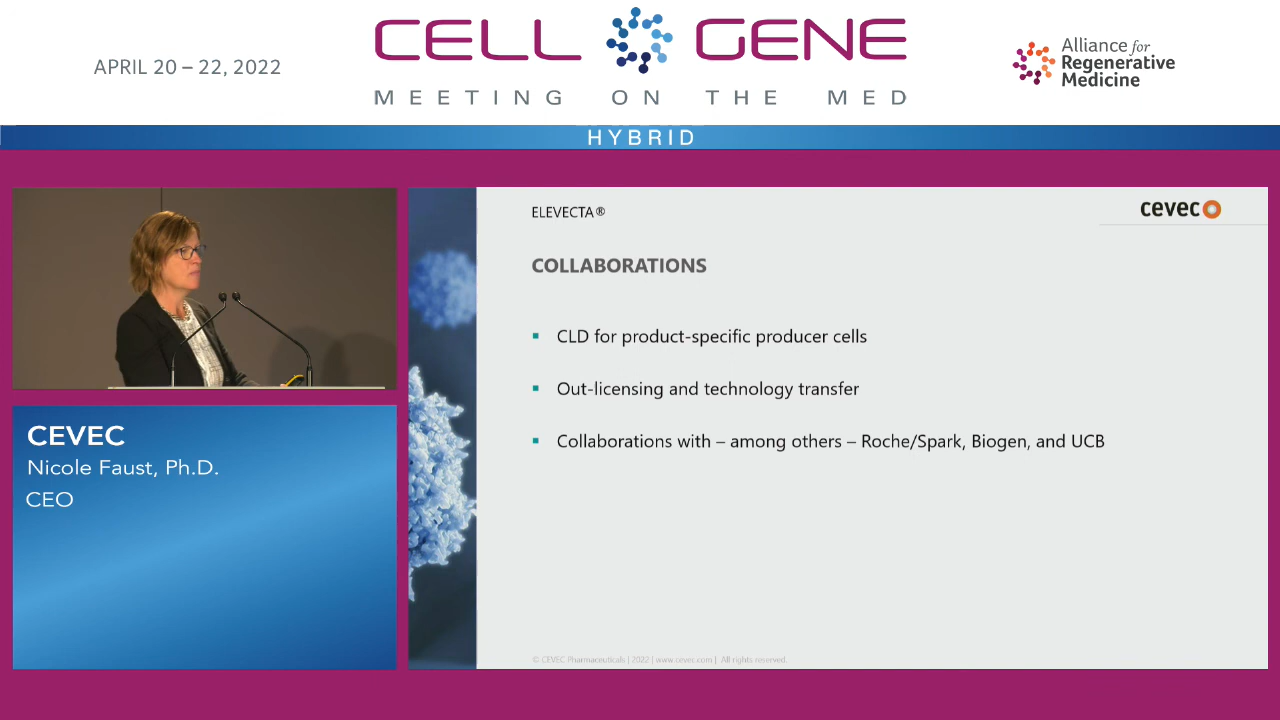 APRIL 20 – 22, 2022
CELL GENE
MEETING ON THE MED
Alliance for
Regenerative
Medicine
HYBRID
ELEVECTA®
cevec
COLLABORATIONS
▪ CLD for product-specific producer cells
▪ Out-licensing and technology transfer
▪ Collaborations with – among others – Roche/Spark, Biogen, and UCB
CEVEC
Nicole Faust, Ph.D.
CEO
© CEVEC Pharmaceuticals | 2022 | www.cevec.com | All rights reserved.